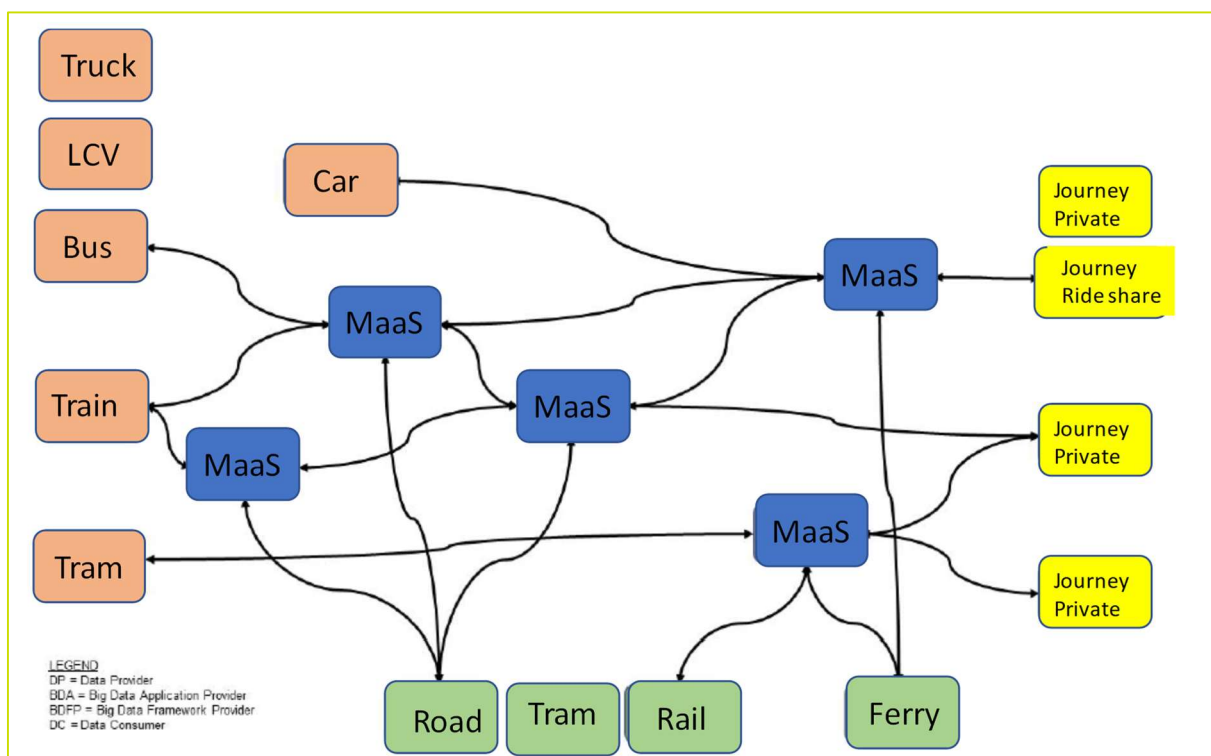 Truck
LCV
Car
Journey
Private
Bus
MaaS
Journey
Ride share
MaaS
Train
MaaS
Journey
Private
MaaS
MaaS
Tram
Journey
Private
LEGEND
DP = Data Provider
BDA = Big Data Application Provider
BDFP = Big Data Framework Provider
DC = Data Consumer
Road
Tram
Rail
Ferry